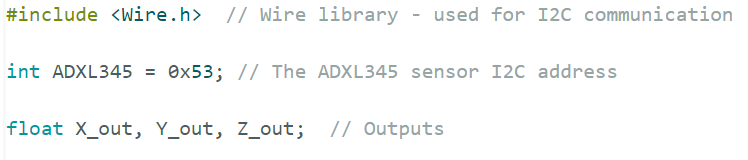 #include <Wire.h>  // Wire library - used for I2C communication
int ADXL345 = 0x53; // The ADXL345 sensor I2C address
float X_out, Y_out, Z_out;  // Outputs